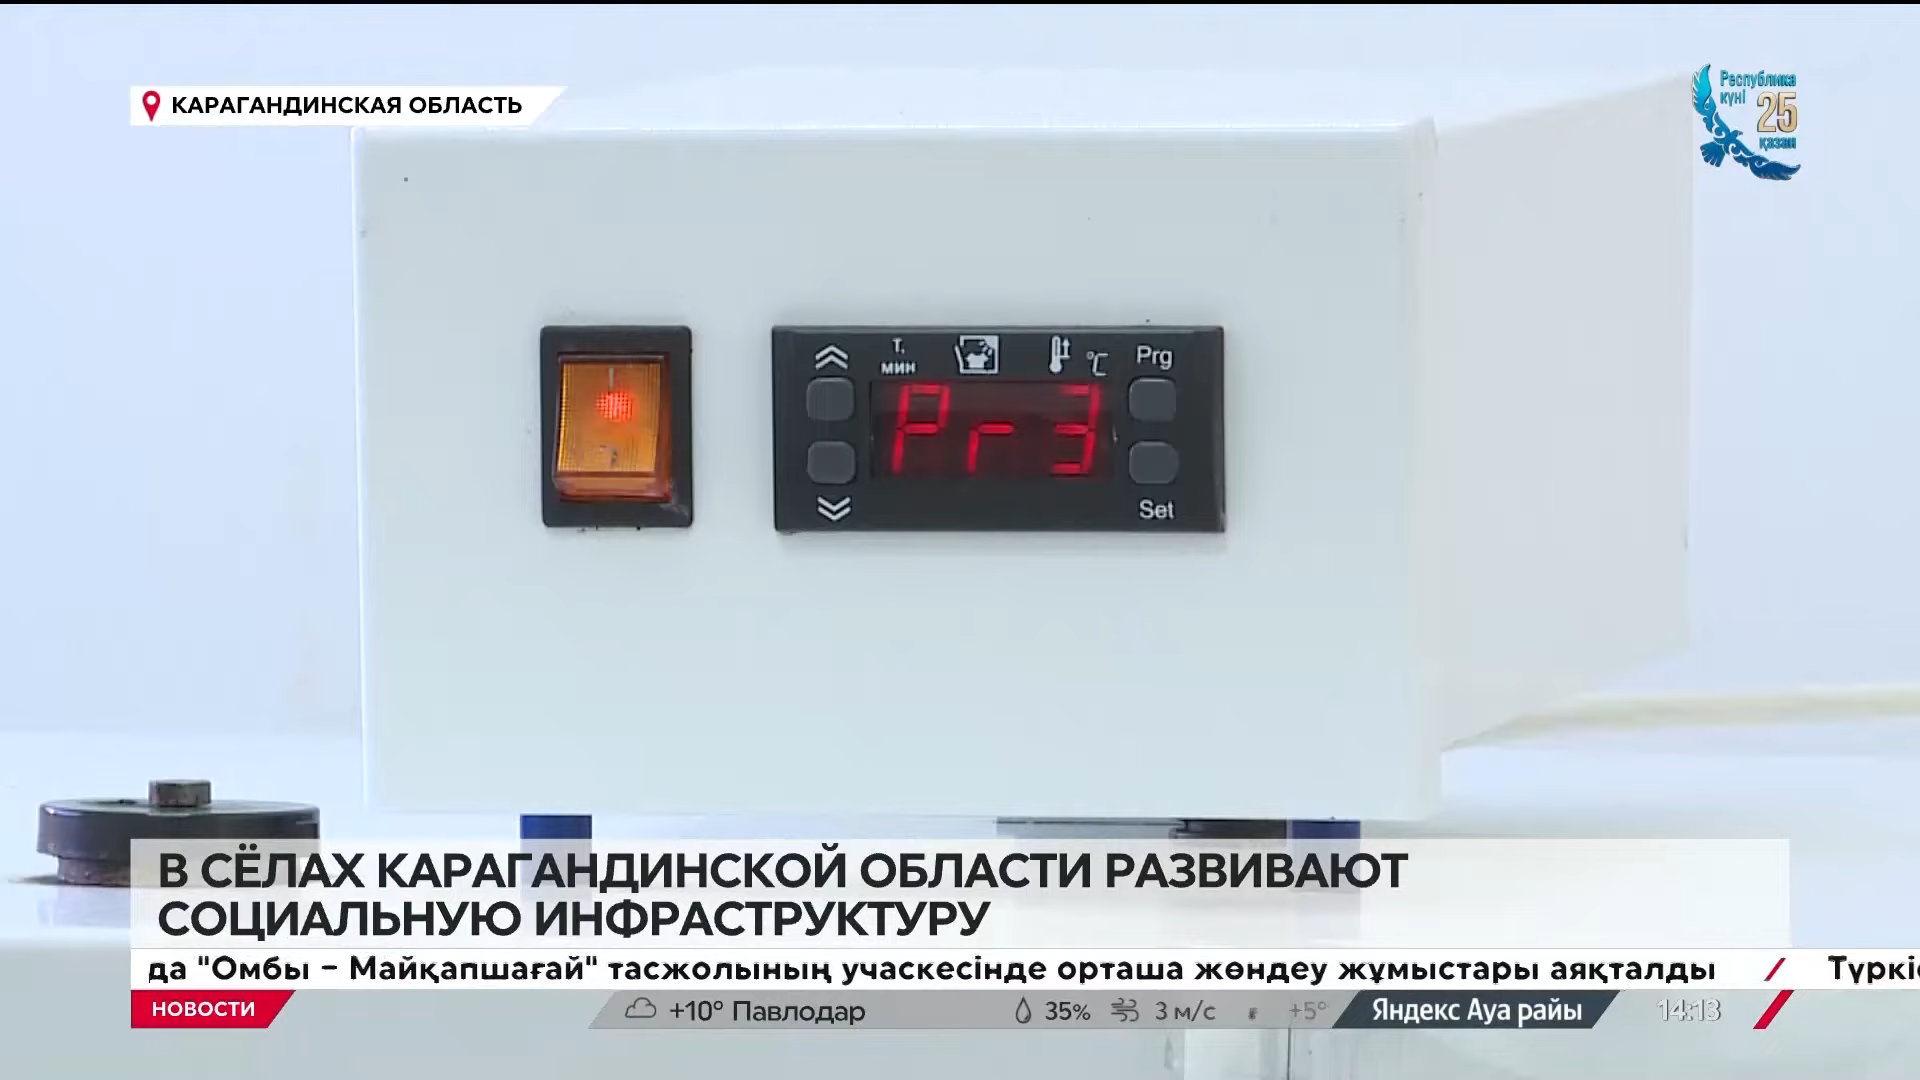 КАРАГАНДИНСКАЯ ОБЛАСТЬ
Республика
күні
25
қазан
Т,
мин
°C
Prg
Pr3
Set
В СЁЛАХ КАРАГАНДИНСКОЙ ОБЛАСТИ РАЗВИВАЮТ
СОЦИАЛЬНУЮ ИНФРАСТРУКТУРУ
да "Омбы – Майқапшағай" тасжолының учаскесінде орташа жөндеу жұмыстары аяқталды
НОВОСТИ
+10° Павлодар
35%
3 м/с
+5°
Яндекс Ауа райы
14:13